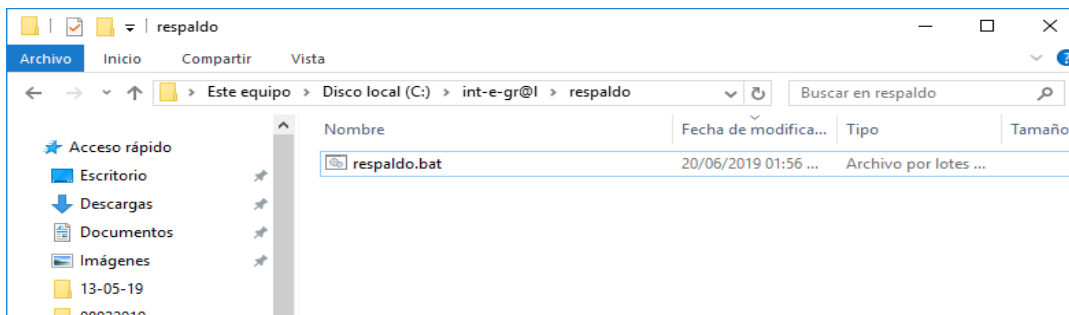 respaldo
Archivo Inicio Compartir Vista
Este equipo > Disco local (C:) > int-e-gr@l > respaldo Buscar en respaldo
Nombre Fecha de modifica... Tipo Tamaño
Acceso rápido
respaldo.bat 20/06/2019 01:56 ... Archivo por lotes ...
Escritorio
Descargas
Documentos
Imágenes
13-05-19